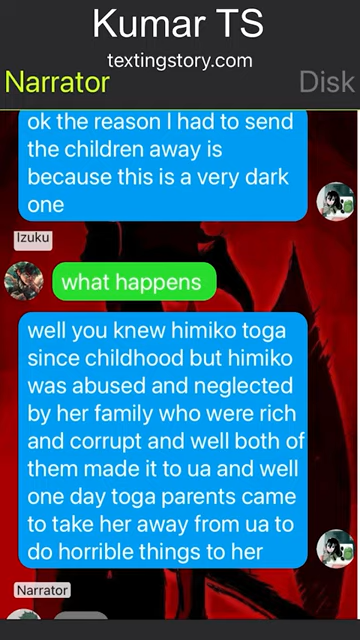 Kumar TS
textingstory.com
Narrator
Disk
ok the reason I had to send
the children away is
because this is a very dark
one
Izuku
what happens
well you knew himiko toga
since childhood but himiko
was abused and neglected
by her family who were rich
and corrupt and well both of
them made it to ua and well
one day toga parents came
to take her away from ua to
do horrible things to her
Narrator